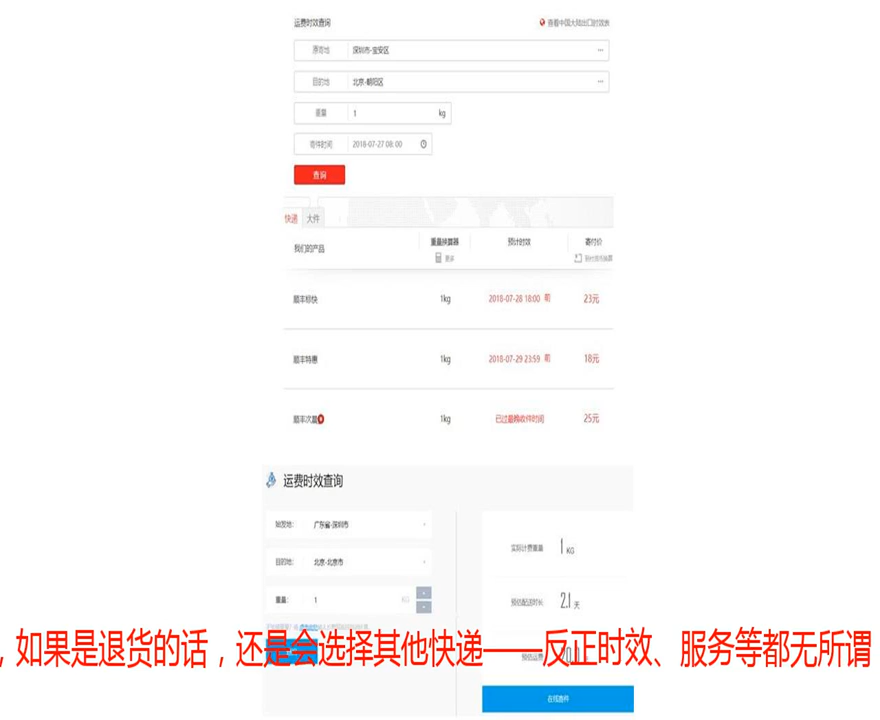 运费时效查询
查看中国大陆出口时效表
原寄地 深圳市-宝安区
目的地 北京-朝阳区
重量 1 kg
寄件时间 2018-07-27 08:00
查询
快递 大件
我们的产品 重量换算器 预计时效 寄付价
更多
顺丰标快 1kg 2018-07-28 18:00 前 23元
顺丰特惠 1kg 2018-07-29 23:59 前 18元
顺丰次晨 1kg 已过最晚收件时间 25元
运费时效查询
始发地: 广东省-深圳市
目的地: 北京-北京市
重量: 1 KG
实际计费重量 1 KG
预估配送时长 2.1 天
预估运费
,如果是退货的话,还是会选择其他快递——反正时效、服务等都无所谓
在线寄件